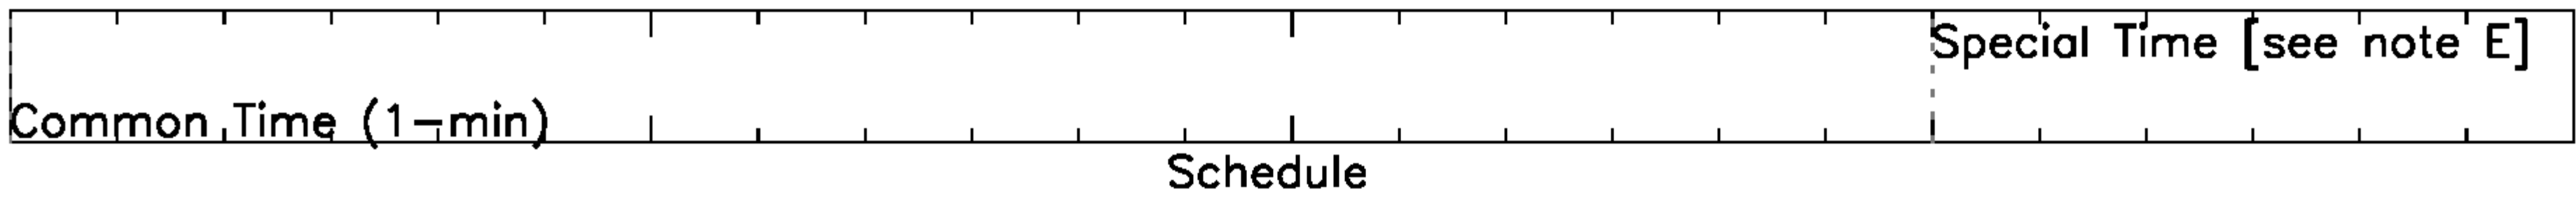 Special Time [see note E]
Common Time (1-min)
Schedule